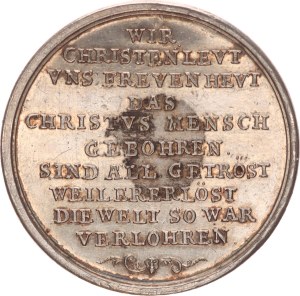 WIR
CHRISTENLEVT
VNS FREVEN HEVT
DAS
CHRISTVS MENSCH
GEBOHREN.
SIND ALL GETRÖST
WEIL ER ERLÖST
DIE WELT SO WAR
VERLOHREN